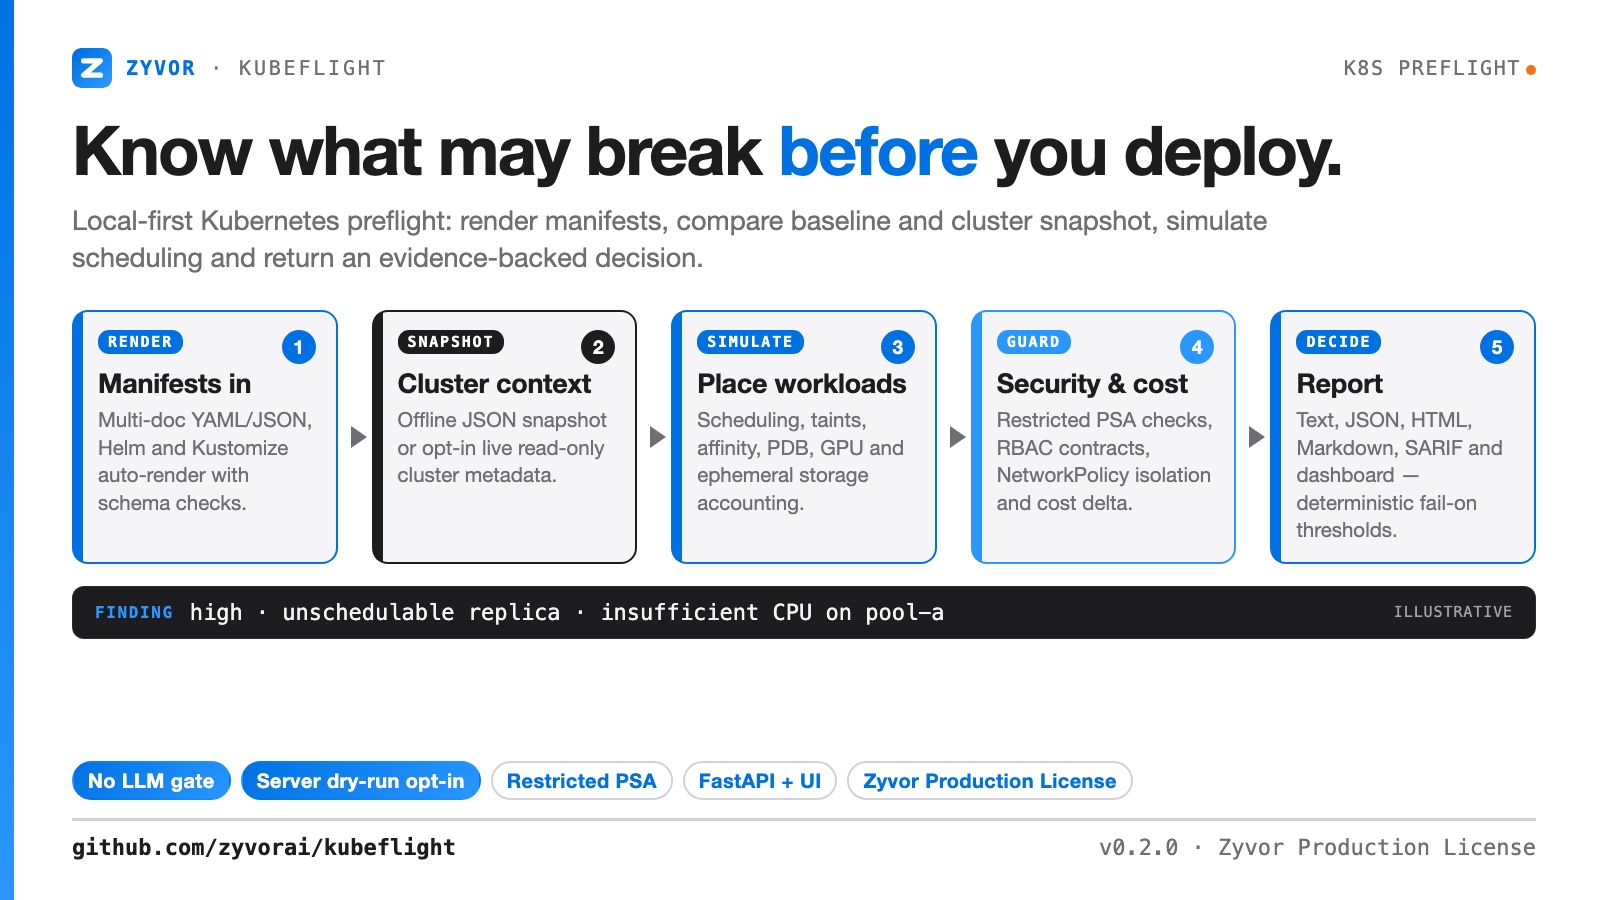 Z ZYVOR · KUBEFLIGHT
K8S PREFLIGHT
Know what may break before you deploy.
Local-first Kubernetes preflight: render manifests, compare baseline and cluster snapshot, simulate
scheduling and return an evidence-backed decision.
RENDER 1
Manifests in
Multi-doc YAML/JSON,
Helm and Kustomize
auto-render with
schema checks.
SNAPSHOT 2
Cluster context
Offline JSON snapshot
or opt-in live read-only
cluster metadata.
SIMULATE 3
Place workloads
Scheduling, taints,
affinity, PDB, GPU and
ephemeral storage
accounting.
GUARD 4
Security & cost
Restricted PSA checks,
RBAC contracts,
NetworkPolicy isolation
and cost delta.
DECIDE 5
Report
Text, JSON, HTML,
Markdown, SARIF and
dashboard —
deterministic fail-on
thresholds.
FINDING high · unschedulable replica · insufficient CPU on pool-a ILLUSTRATIVE
No LLM gate
Server dry-run opt-in
Restricted PSA
FastAPI + UI
Zyvor Production License
github.com/zyvorai/kubeflight
v0.2.0 · Zyvor Production License